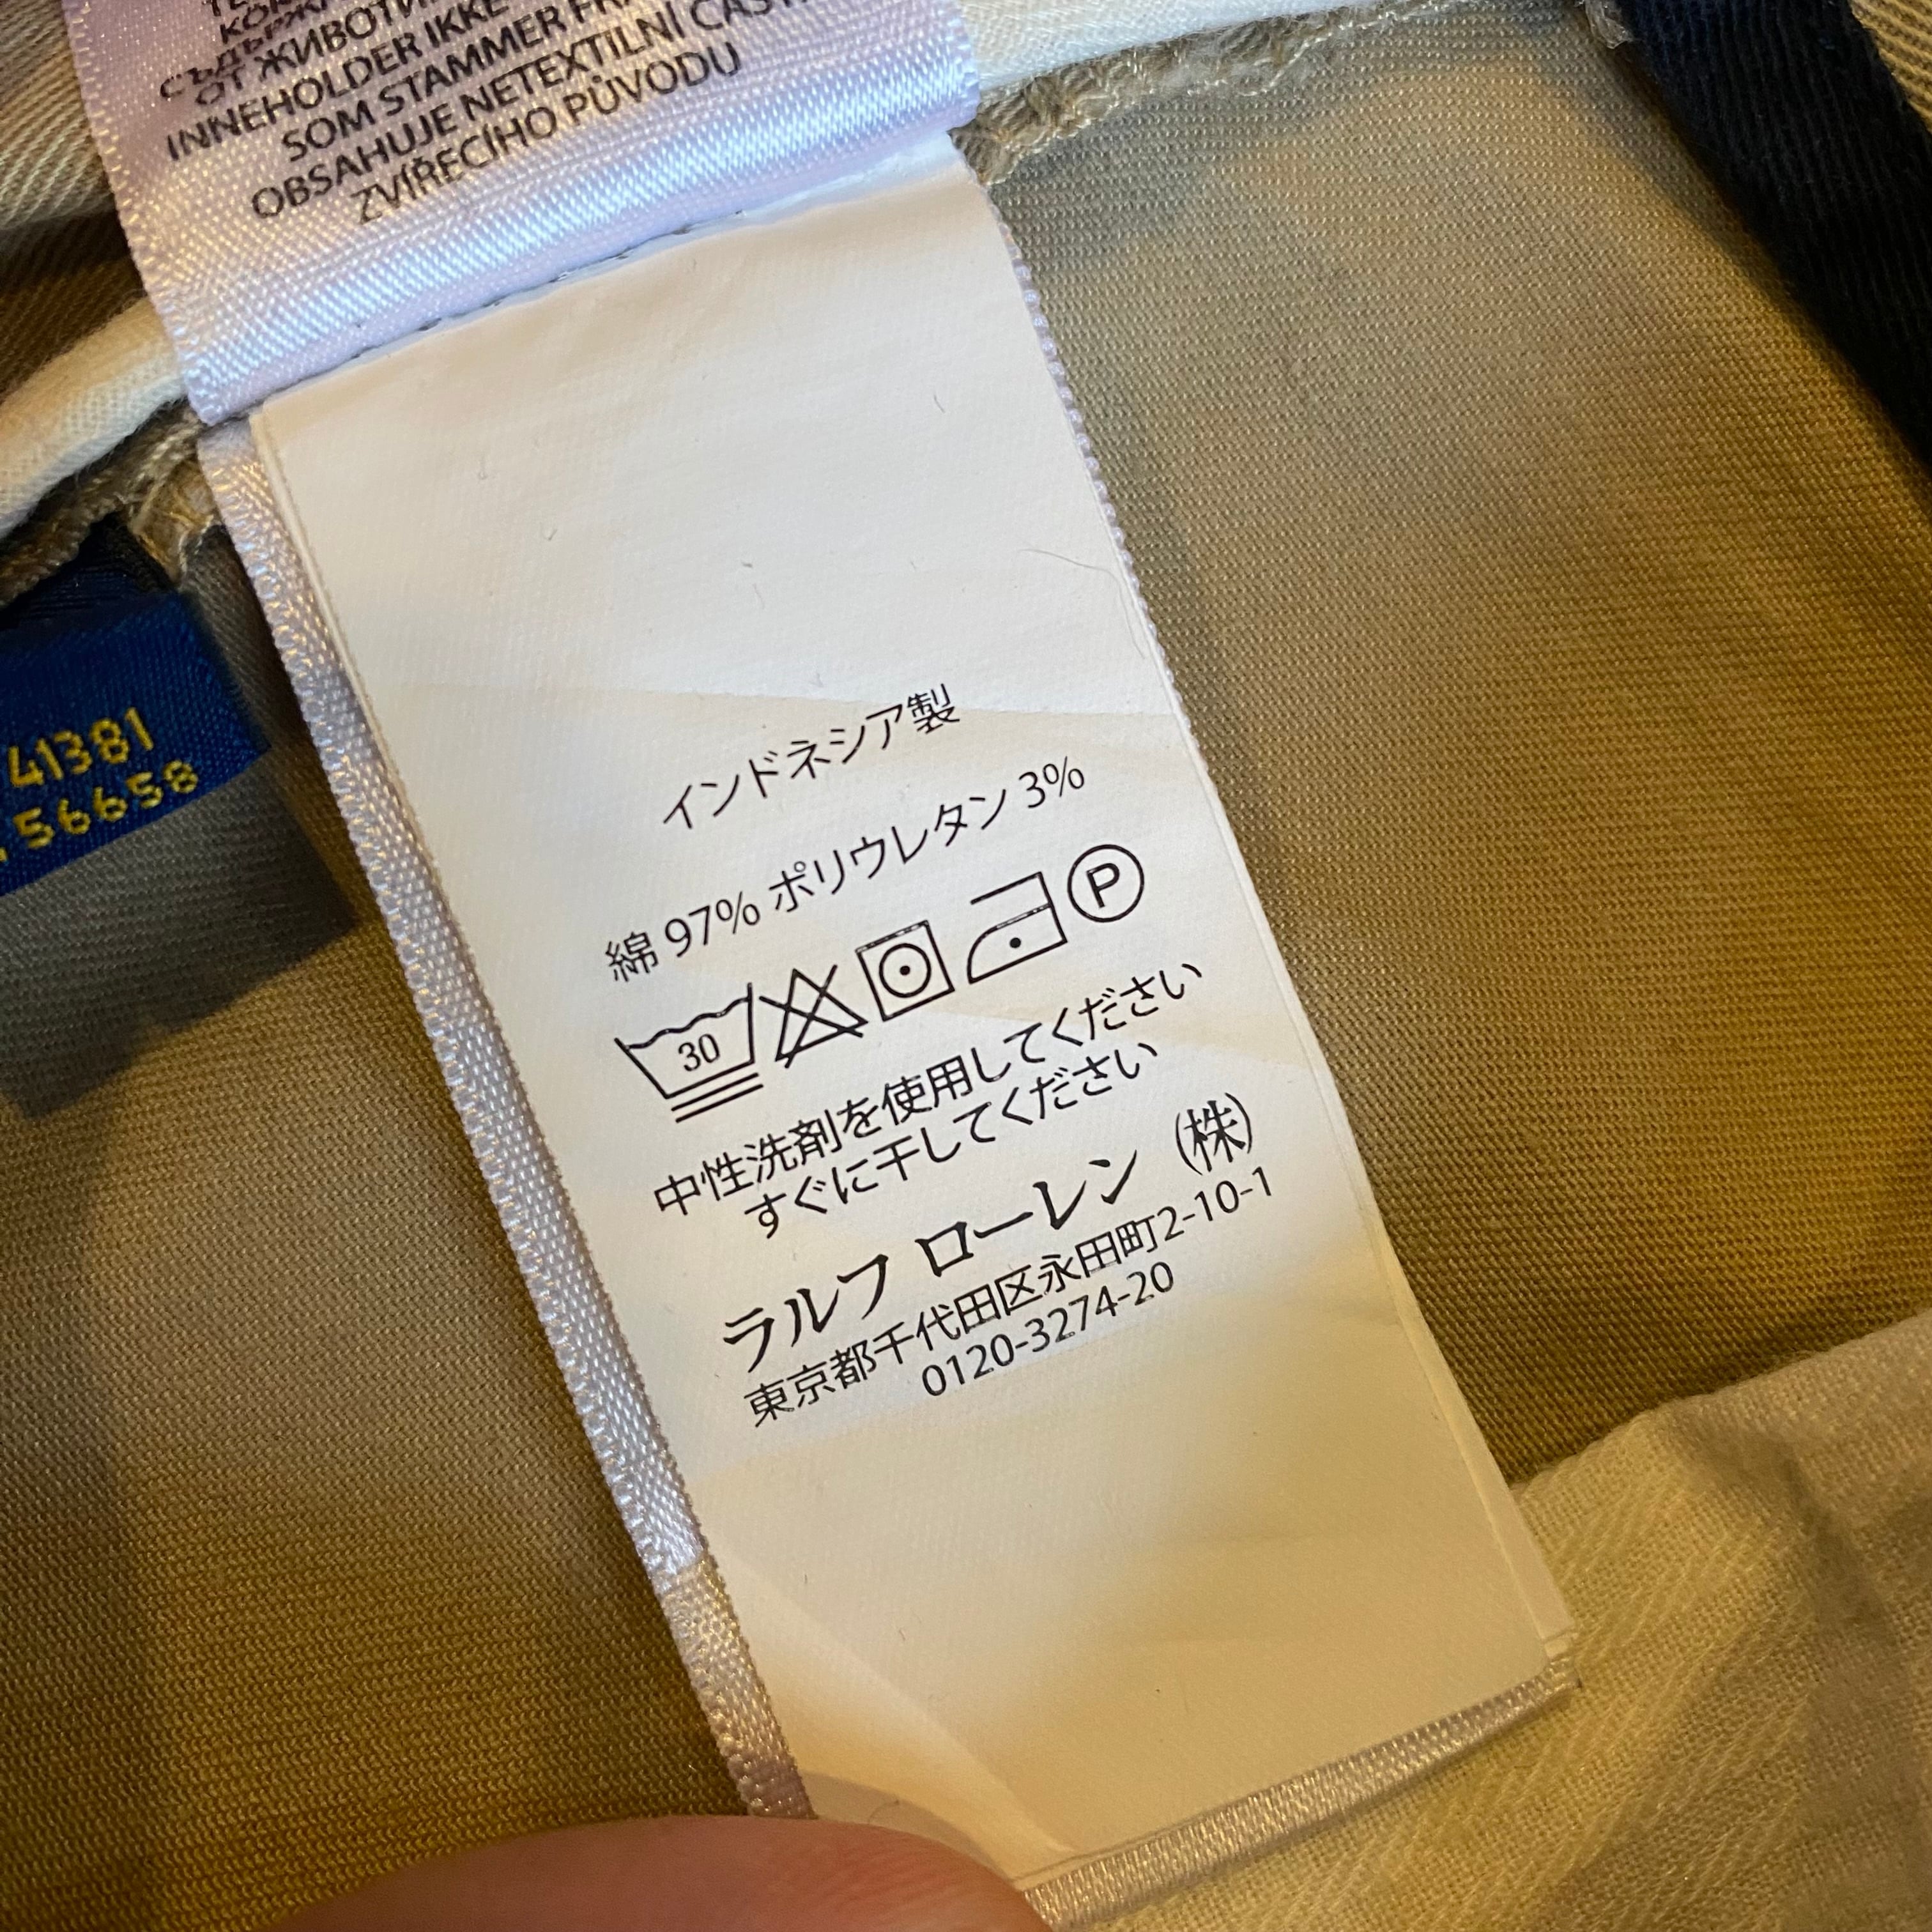 ОТ ЖИВОТИ
INNEHOLDER IKKE
SOM STAMMER FRA
OBSAHUJE NETEXTILNÍ ČÁSTI
ZVÍŘECÍHO PŮVODU
41381
56658
インドネシア製
綿 97% ポリウレタン 3%
30 P
中性洗剤を使用してください
すぐに干してください
ラルフ ローレン (株)
東京都千代田区永田町2-10-1
0120-3274-20